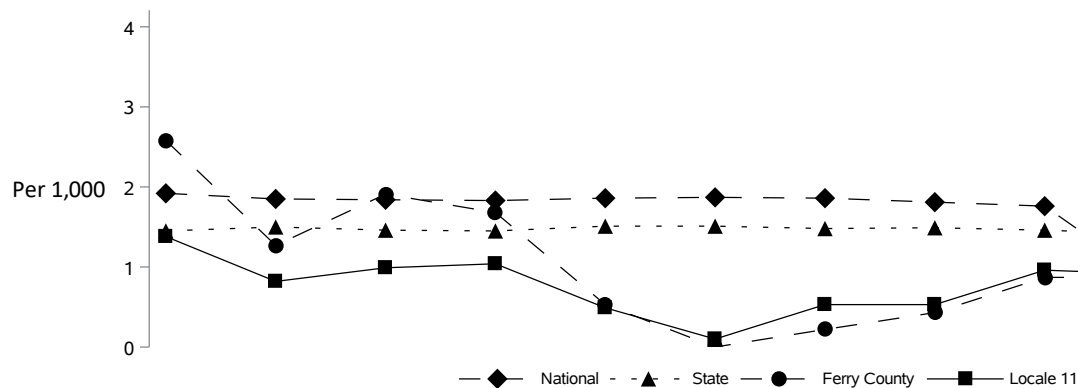 4
3
Per 1,000
2
1
0
National
State
Ferry County
Locale 11